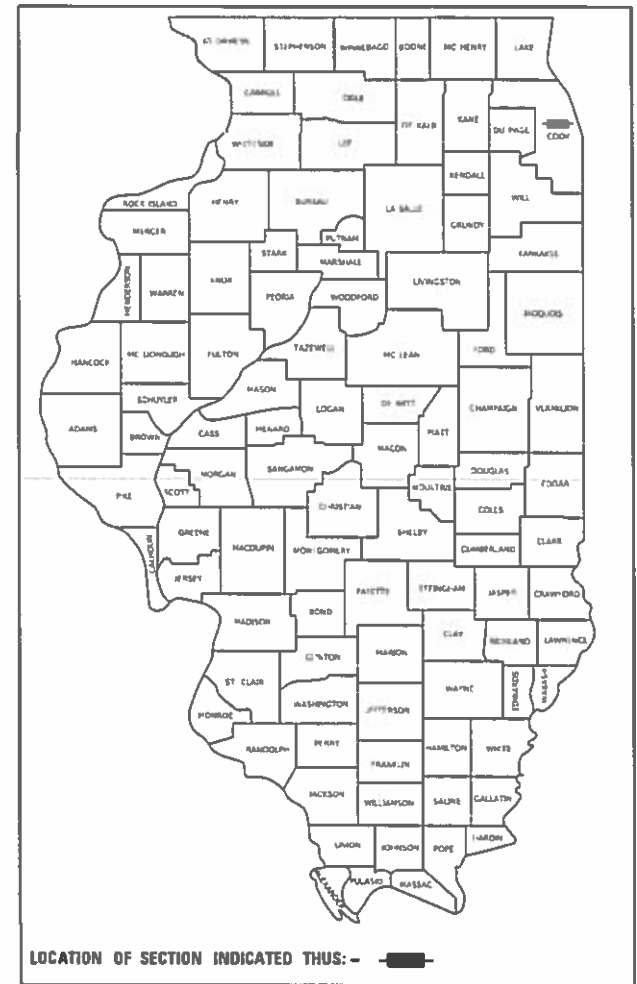 STEPHENSON WINNEBAGO BOONE MC HENRY LAKE
CARROLL OGLE
DE KALB KANE DU PAGE COOK
WHITESIDE LEE
KENDALL WILL
ROCK ISLAND HENRY BUREAU LA SALLE GRUNDY
MERCER PUTNAM
STARK MARSHALL KANKAKEE
HENDERSON WARREN KNOX PEORIA WOODFORD LIVINGSTON IROQUOIS
HANCOCK MC DONOUGH FULTON TAZEWELL MC LEAN FORD
SCHUYLER MASON LOGAN DE WITT CHAMPAIGN VERMILION
ADAMS BROWN CASS MENARD MACON PIATT
MORGAN SANGAMON DOUGLAS
PIKE SCOTT CHRISTIAN MOULTRIE EDGAR
COLES
CALHOUN GREENE MACOUPIN MONTGOMERY SHELBY CUMBERLAND CLARK
JERSEY FAYETTE EFFINGHAM JASPER CRAWFORD
MADISON BOND CLAY RICHLAND LAWRENCE
CLINTON MARION
ST. CLAIR WAYNE EDWARDS WABASH
MONROE WASHINGTON JEFFERSON
RANDOLPH PERRY HAMILTON WHITE
FRANKLIN
JACKSON WILLIAMSON SALINE GALLATIN
UNION JOHNSON POPE HARDIN
ALEXANDER PULASKI MASSAC
LOCATION OF SECTION INDICATED THUS: -